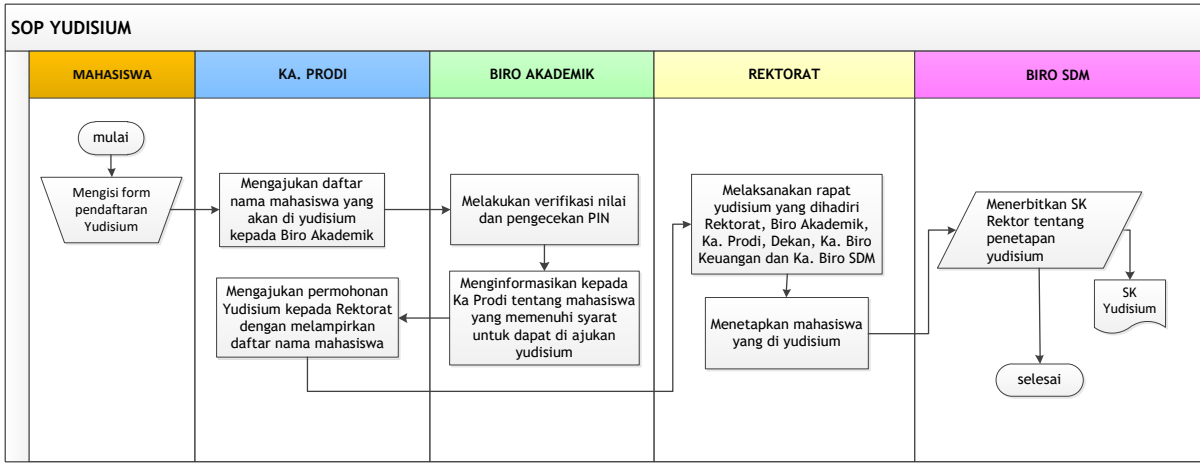 SOP YUDISIUM
MAHASISWA
KA. PRODI
BIRO AKADEMIK
REKTORAT
BIRO SDM
mulai
Mengisi form
pendaftaran
Yudisium
Mengajukan daftar
nama mahasiswa yang
akan di yudisium
kepada Biro Akademik
Melakukan verifikasi nilai
dan pengecekan PIN
Menginformasikan kepada
Ka Prodi tentang mahasiswa
yang memenuhi syarat
untuk dapat di ajukan
yudisium
Mengajukan permohonan
Yudisium kepada Rektorat
dengan melampirkan
daftar nama mahasiswa
Melaksanakan rapat
yudisium yang dihadiri
Rektorat, Biro Akademik,
Ka. Prodi, Dekan, Ka. Biro
Keuangan dan Ka. Biro SDM
Menetapkan mahasiswa
yang di yudisium
Menerbitkan SK
Rektor tentang
penetapan
yudisium
SK
Yudisium
selesai